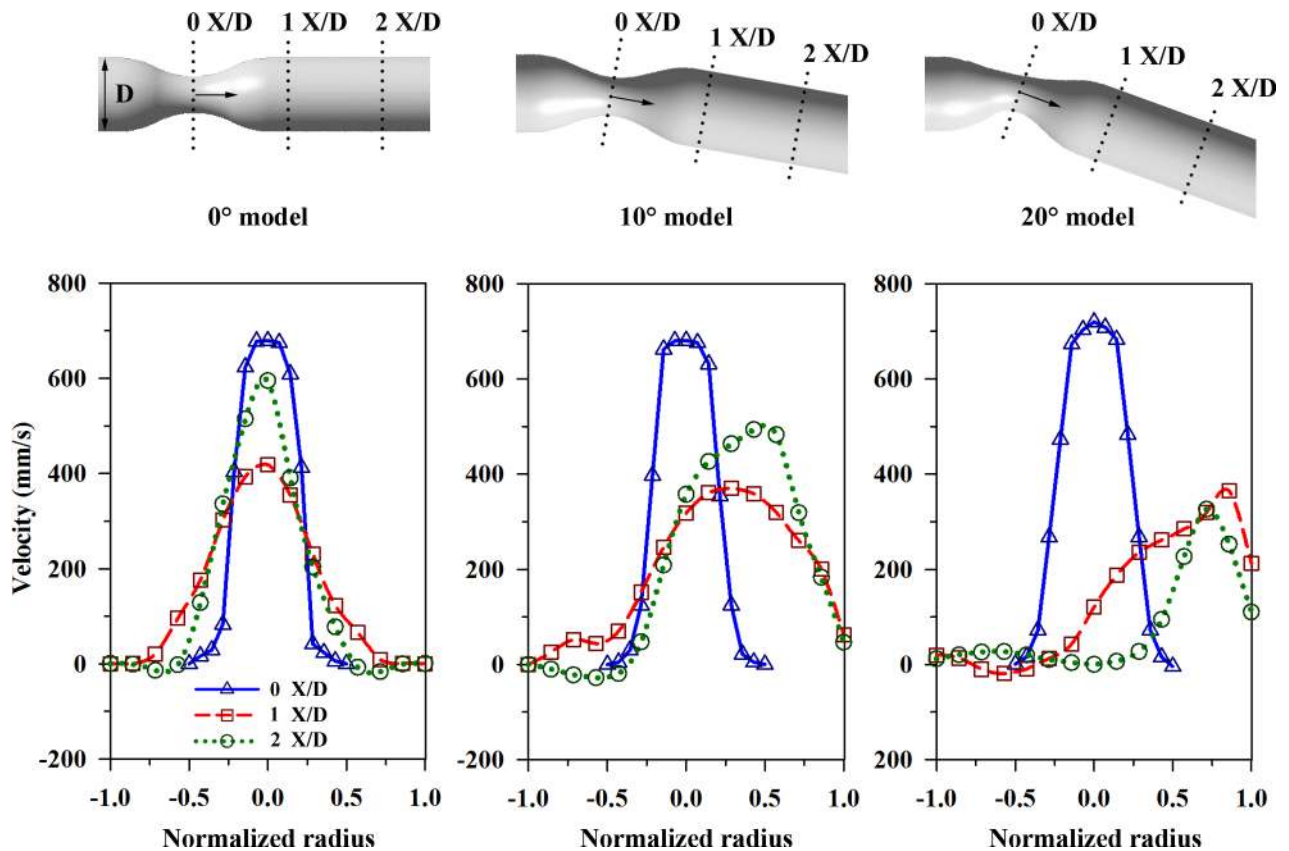 0 X/D 1 X/D 2 X/D
D
0° model
0 X/D
1 X/D
2 X/D
10° model
0 X/D
1 X/D
2 X/D
20° model
Velocity (mm/s)
800
600
400
200
0
-200
0 X/D
1 X/D
2 X/D
-1.0 -0.5 0.0 0.5 1.0
Normalized radius
800
600
400
200
0
-200
-1.0 -0.5 0.0 0.5 1.0
Normalized radius
800
600
400
200
0
200
-1.0 -0.5 0.0 0.5 1.0
Normalized radius